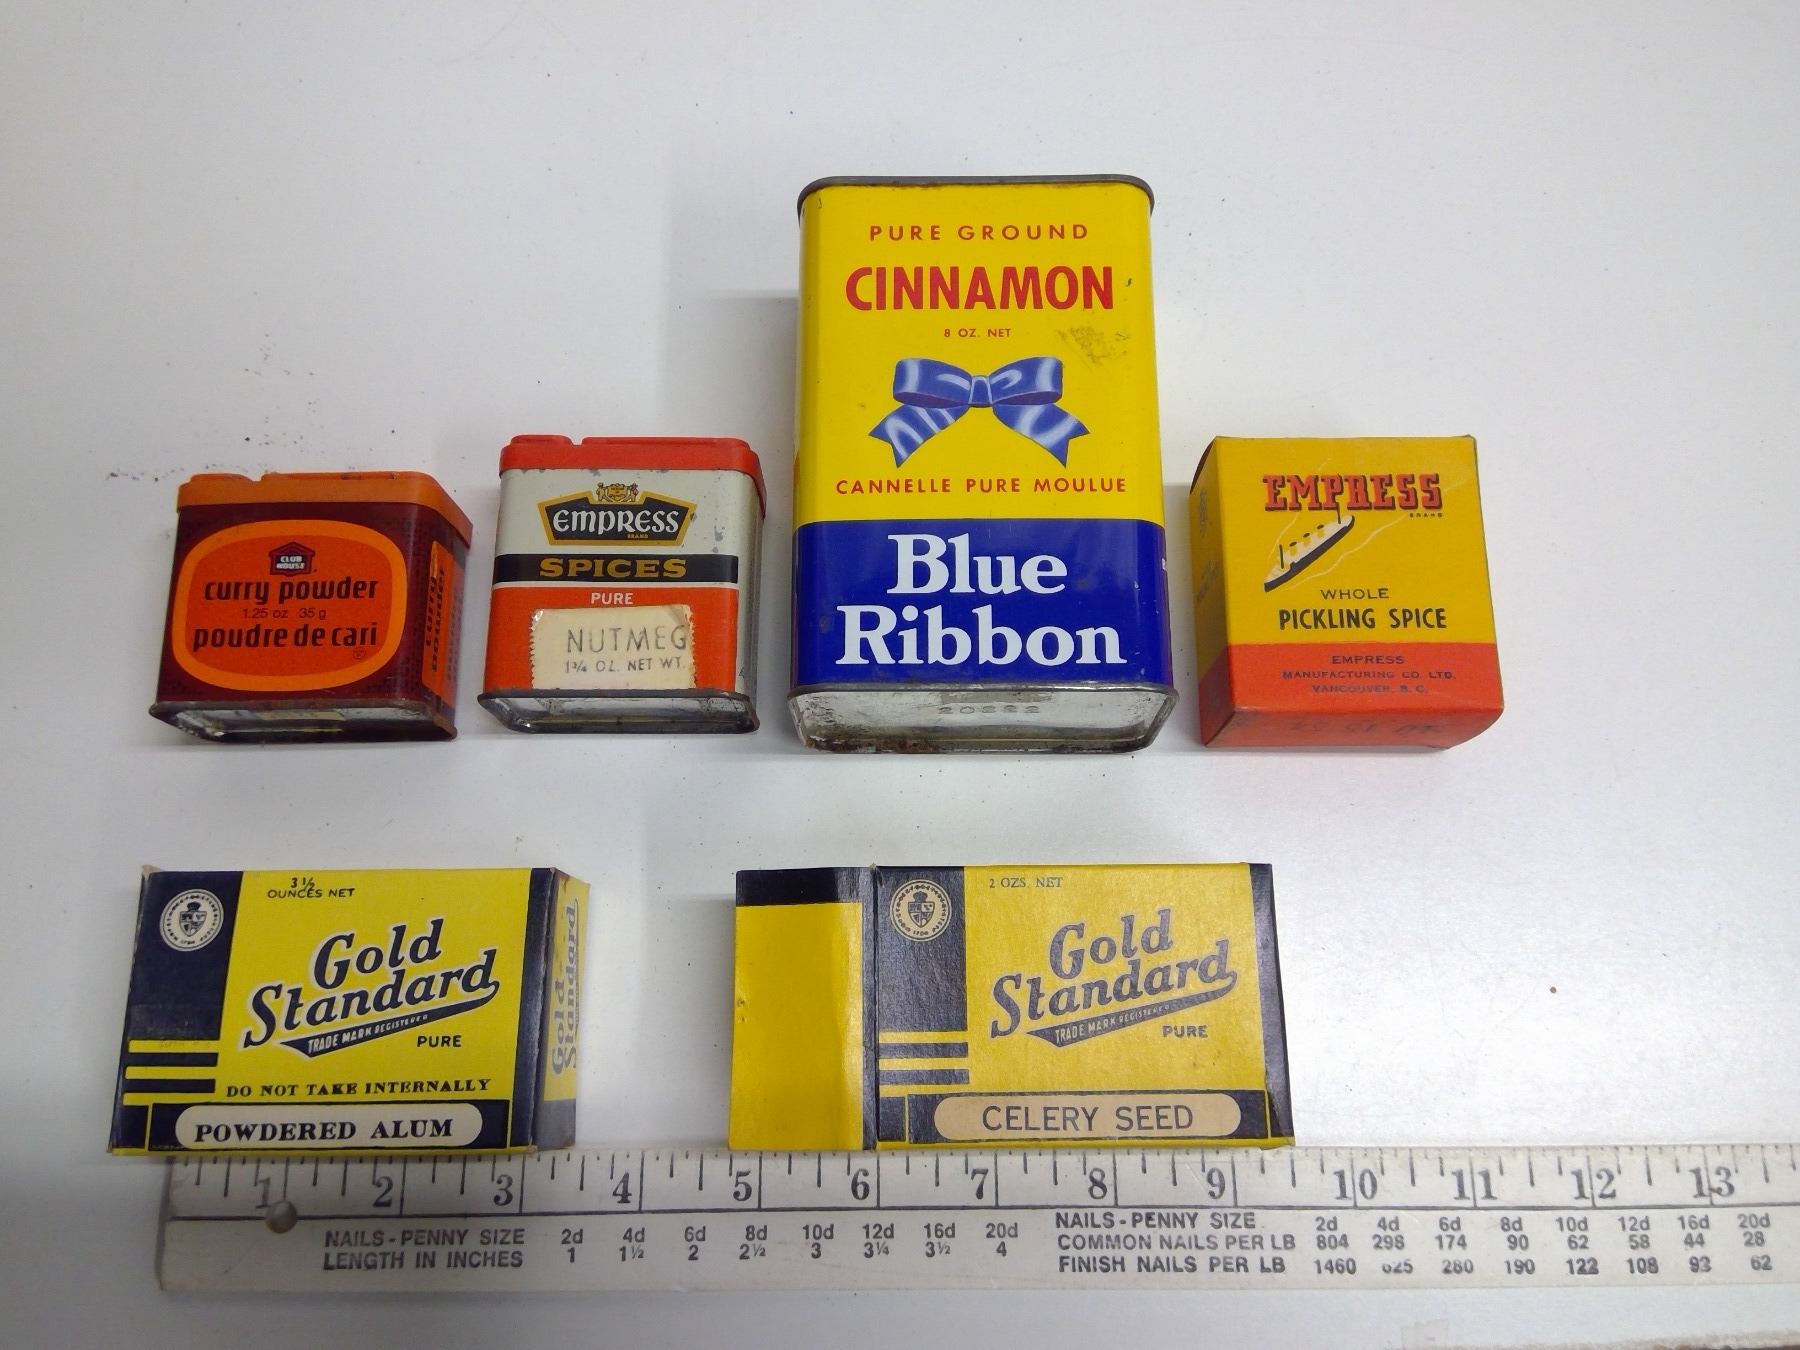 CLUB
HOUSE
curry powder
1.25 oz 35 g
poudre de cari
curry
powder
EMPRESS
BRAND
SPICES
PURE
NUTMEG
1¾ OZ. NET WT.
PURE GROUND
CINNAMON
8 OZ. NET
CANNELLE PURE MOULUE
Blue
Ribbon
EMPRESS
BRAND
WHOLE
PICKLING SPICE
EMPRESS
MANUFACTURING CO. LTD.
VANCOUVER, B. C.
3½
OUNCES NET
Gold
Standard
TRADE MARK REGISTERED
PURE
DO NOT TAKE INTERNALLY
POWDERED ALUM
Gold
Standard
2 OZS. NET
Gold
Standard
TRADE MARK REGISTERED
PURE
CELERY SEED
1 2 3 4 5 6 7 8 9 10 11 12 13
NAILS-PENNY SIZE 2d 4d 6d 8d 10d 12d 16d 20d
LENGTH IN INCHES 1 1½ 2 2½ 3 3¼ 3½ 4
NAILS-PENNY SIZE 2d 4d 6d 8d 10d 12d 16d 20d
COMMON NAILS PER LB 804 298 174 90 62 58 44 28
FINISH NAILS PER LB 1460 625 280 190 122 108 93 62